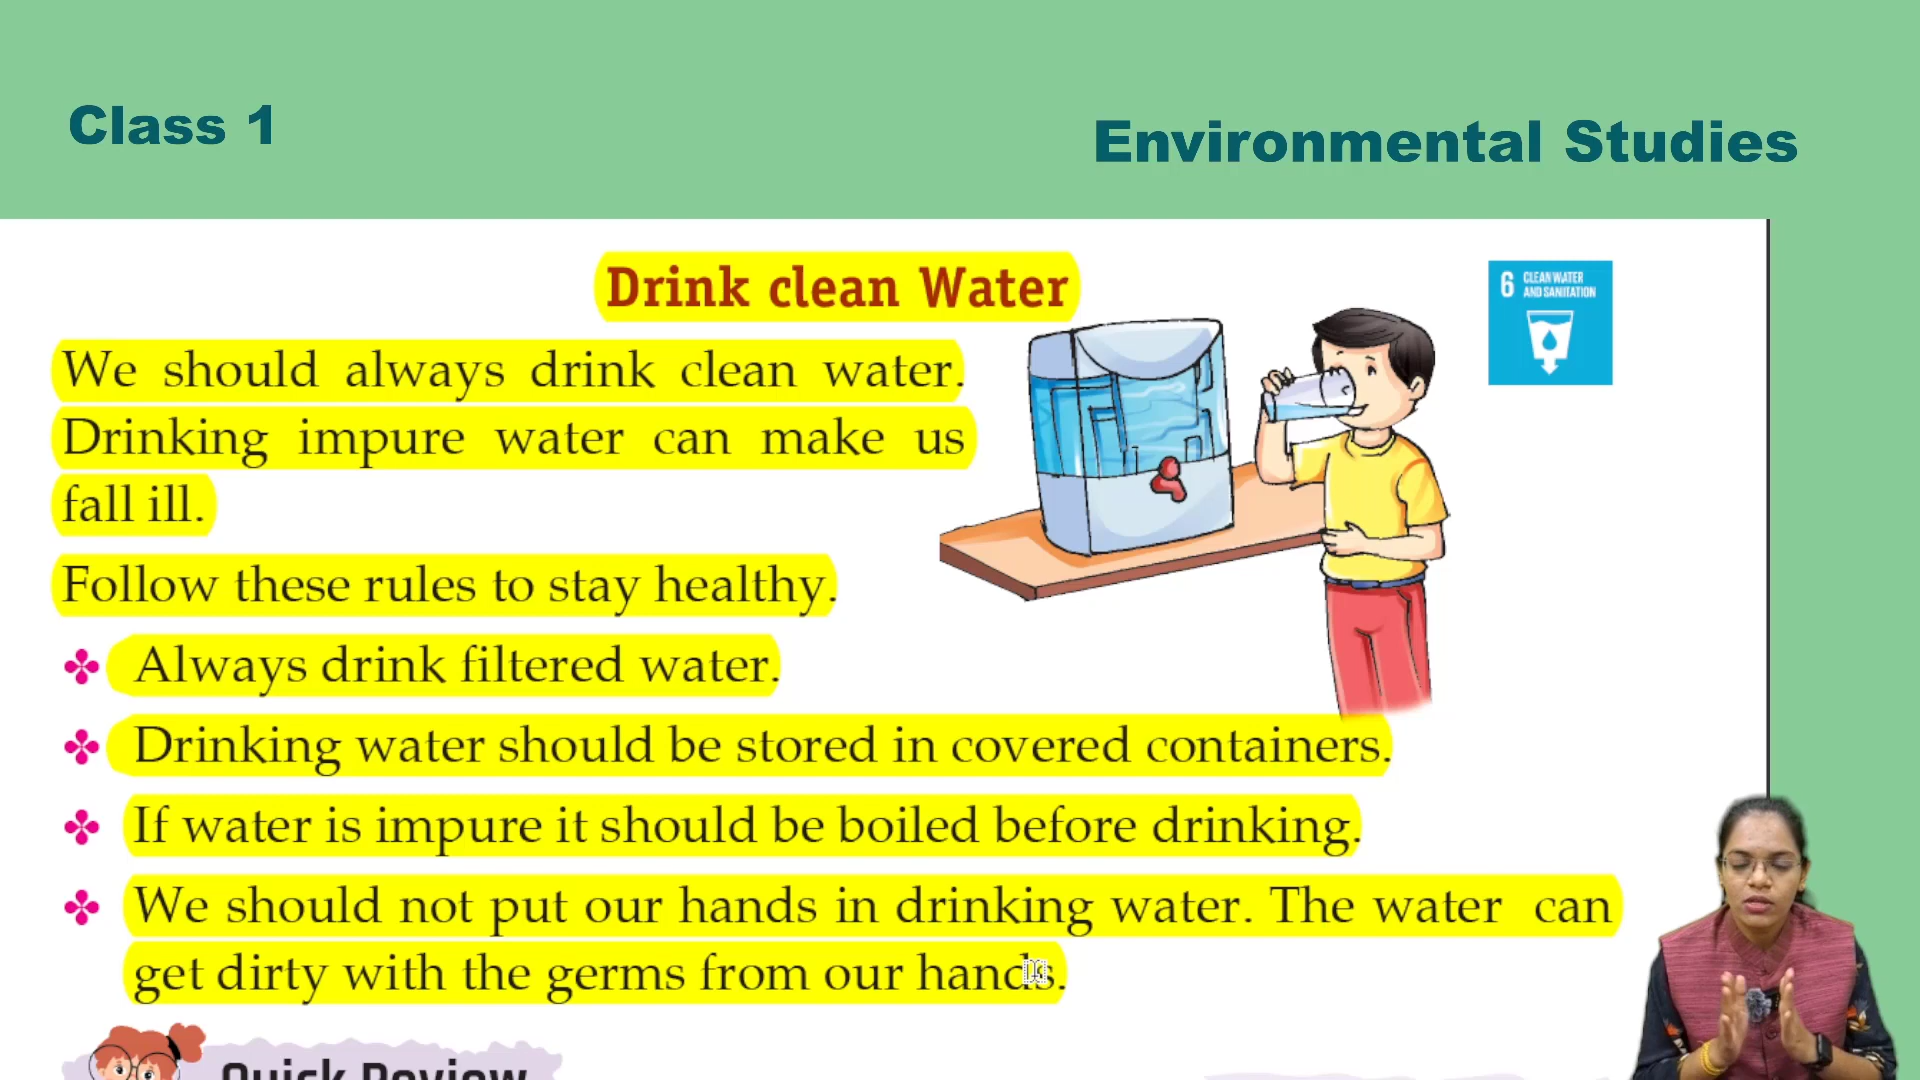 Class 1
Environmental Studies
Drink clean Water
6 CLEAN WATER
AND SANITATION
We should always drink clean water.
Drinking impure water can make us
fall ill.
Follow these rules to stay healthy.
Always drink filtered water.
Drinking water should be stored in covered containers.
If water is impure it should be boiled before drinking.
We should not put our hands in drinking water. The water can
get dirty with the germs from our hands.
Quick Review